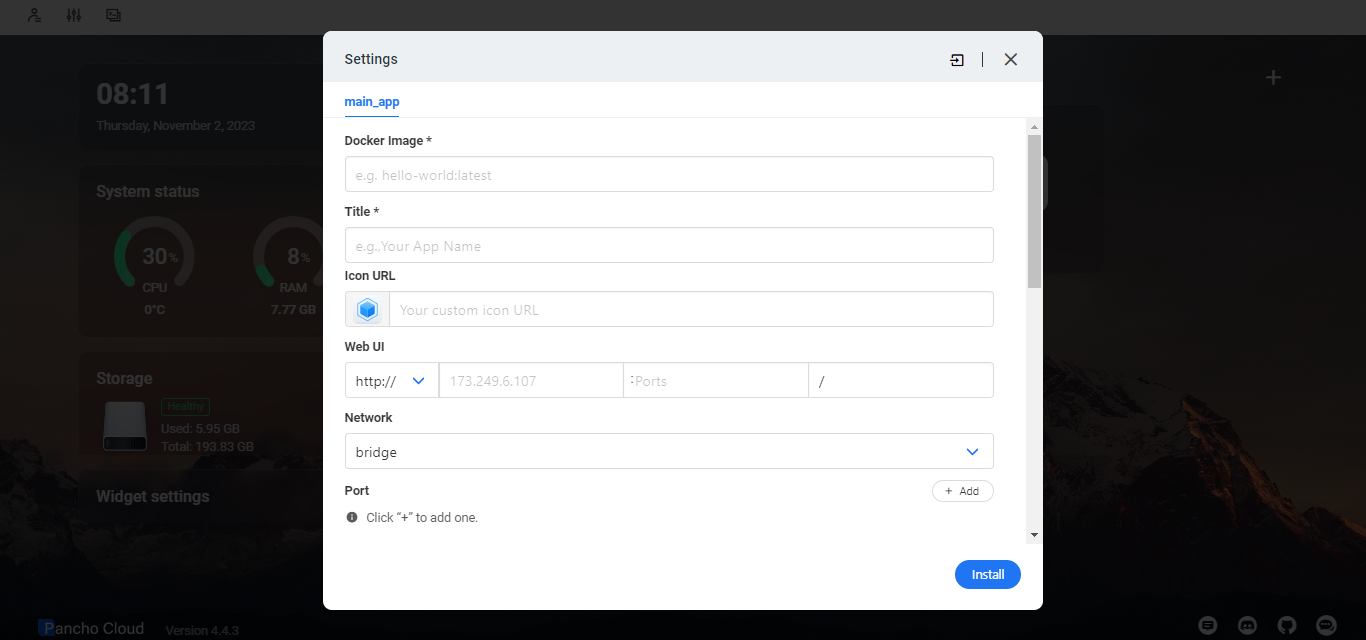 Settings
main_app
Docker Image *
e.g. hello-world:latest
Title *
e.g.,Your App Name
Icon URL
Your custom icon URL
Web UI
http:// 173.249.6.107 :Ports /
Network
bridge
Port + Add
Click “+” to add one.
Install
08:11
Thursday, November 2, 2023
System status
30% 8%
CPU RAM
0°C 7.77 GB
Storage
Healthy
Used: 5.95 GB
Total: 193.83 GB
Widget settings
Pancho Cloud Version 4.4.3